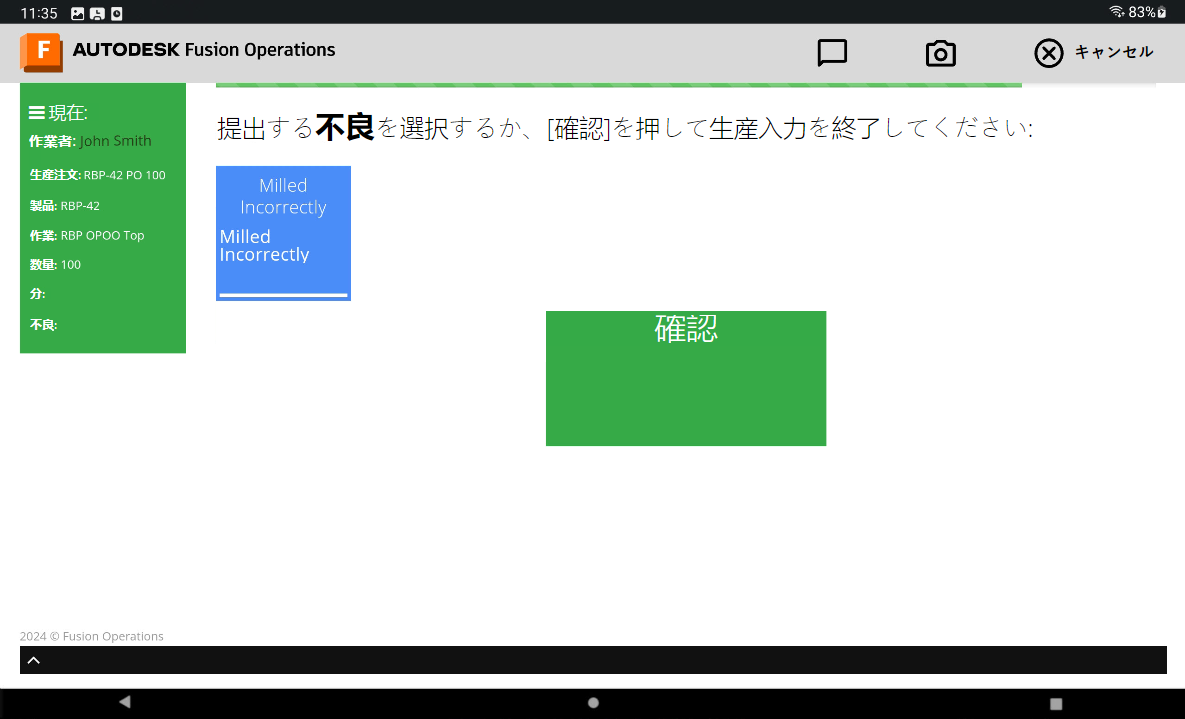 11:35
83%
F AUTODESK Fusion Operations
キャンセル
現在:
作業者: John Smith
生産注文: RBP-42 PO 100
製品: RBP-42
作業: RBP OPOO Top
数量: 100
分:
不良:
提出する不良を選択するか、[確認]を押して生産入力を終了してください:
Milled
Incorrectly
Milled
Incorrectly
確認
2024 © Fusion Operations